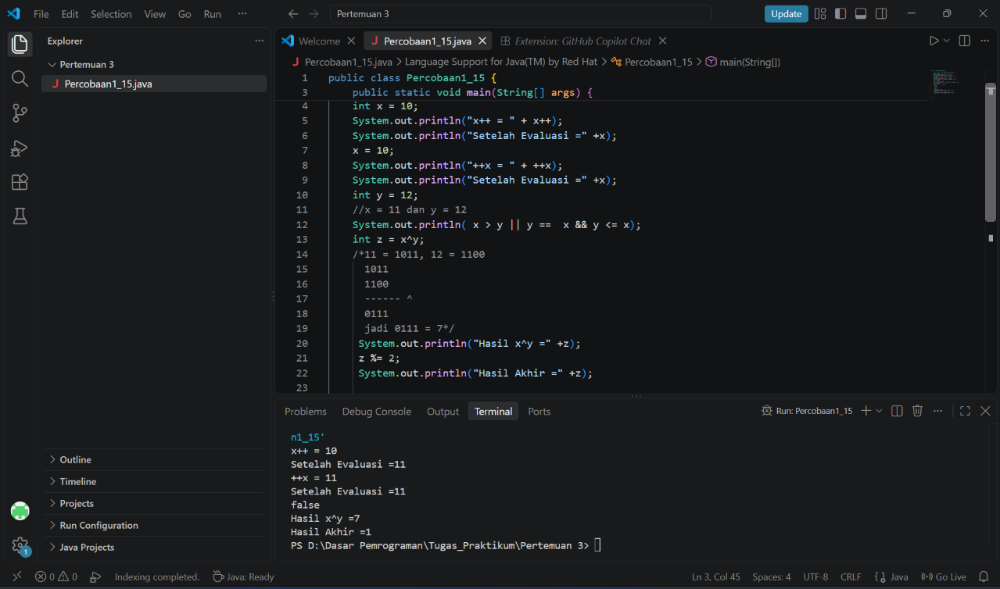 File Edit Selection View Go Run ··· Pertemuan 3 Update
Explorer ···
Pertemuan 3
J Percobaan1_15.java
Outline
Timeline
Projects
Run Configuration
Java Projects
1
Welcome J Percobaan1_15.java Extension: GitHub Copilot Chat
J Percobaan1_15.java > Language Support for Java(TM) by Red Hat > Percobaan1_15 > main(String[])
1 public class Percobaan1_15 {
3 public static void main(String[] args) {
4 int x = 10;
5 System.out.println("x++ = " + x++);
6 System.out.println("Setelah Evaluasi =" +x);
7 x = 10;
8 System.out.println("++x = " + ++x);
9 System.out.println("Setelah Evaluasi =" +x);
10 int y = 12;
11 //x = 11 dan y = 12
12 System.out.println( x > y || y ==  x && y <= x);
13 int z = x^y;
14 /*11 = 1011, 12 = 1100
15 1011
16 1100
17 ------ ^
18 0111
19 jadi 0111 = 7*/
20 System.out.println("Hasil x^y =" +z);
21 z %= 2;
22 System.out.println("Hasil Akhir =" +z);
23
Problems Debug Console Output Terminal Ports Run: Percobaan1_15
n1_15'
x++ = 10
Setelah Evaluasi =11
++x = 11
Setelah Evaluasi =11
false
Hasil x^y =7
Hasil Akhir =1
PS D:\Dasar Pemrograman\Tugas_Praktikum\Pertemuan 3>
0 0 Indexing completed. Java: Ready Ln 3, Col 45 Spaces: 4 UTF-8 CRLF {} Java Go Live